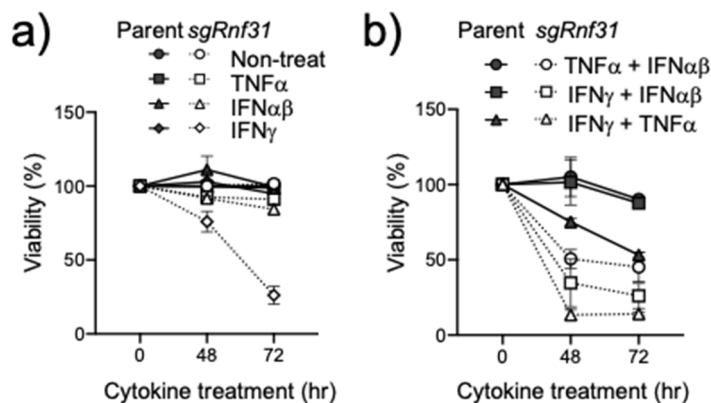 a)
Parent sgRnf31
Non-treat
TNFα
IFNαβ
IFNγ
150
100
50
0
Viability (%)
0 48 72
Cytokine treatment (hr)
b)
Parent sgRnf31
TNFα + IFNαβ
IFNγ + IFNαβ
IFNγ + TNFα
150
100
50
0
Viability (%)
0 48 72
Cytokine treatment (hr)